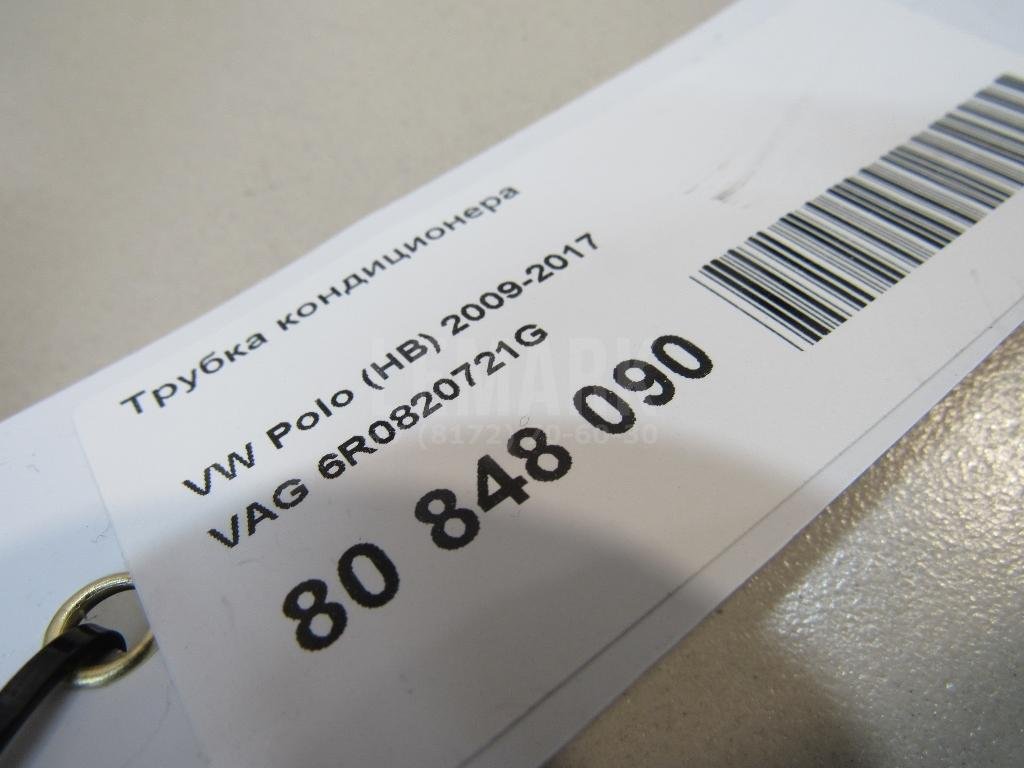 Трубка кондиционера
VW Polo (HB) 2009-2017
VAG 6R0820721G
80 848 090